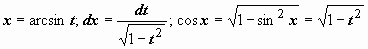 x = arcsin t; dx = dt / √(1 − t²); cos x = √(1 − sin² x) = √(1 − t²)